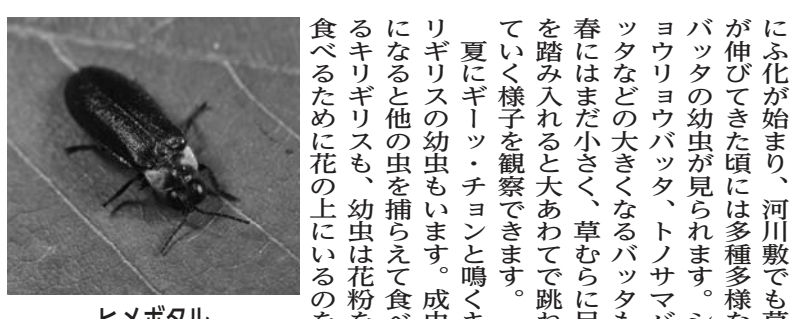 にふ化が始まり、河川敷でも草
が伸びてきた頃には多種多様な
バッタの幼虫が見られます。シ
ョウリョウバッタ、トノサマバ
ッタなどの大きくなるバッタも
春にはまだ小さく、草むらに足
を踏み入れると大あわてで跳ね
ていく様子を観察できます。
夏にギーッ・チョンと鳴くキ
リギリスの幼虫もいます。成虫
になると他の虫を捕らえて食べ
るキリギリスも、幼虫は花粉を
食べるために花の上にいるのを
ヒメボタル